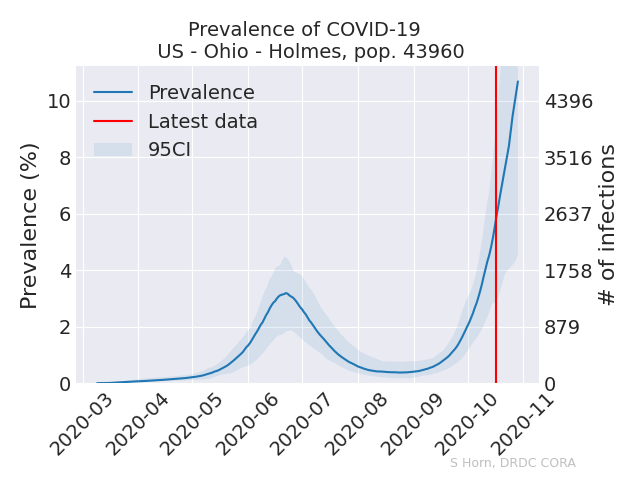 Prevalence of COVID-19
US - Ohio - Holmes, pop. 43960
Prevalence
Latest data
95CI
Prevalence (%)
10
8
6
4
2
0
4396
3516
2637
1758
879
0
# of infections
2020-03
2020-04
2020-05
2020-06
2020-07
2020-08
2020-09
2020-10
2020-11
S Horn, DRDC CORA